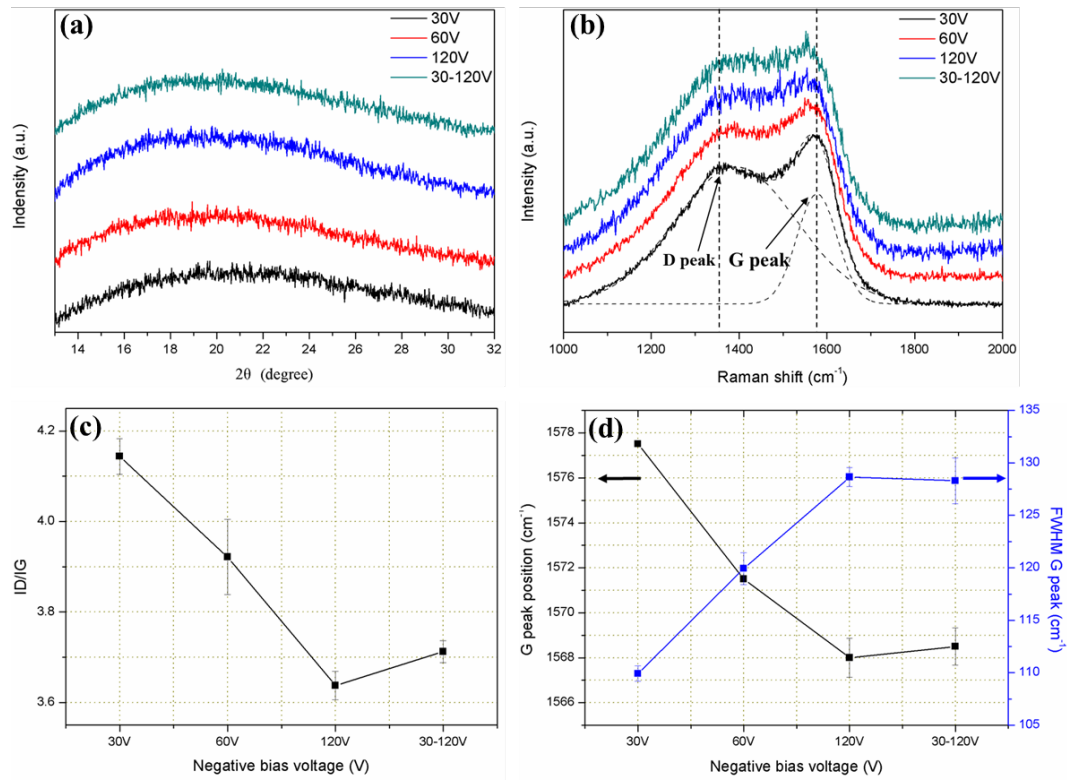 (a)
30V
60V
120V
30-120V
Indensity (a.u.)
14 16 18 20 22 24 26 28 30 32
2θ (degree)
(b)
30V
60V
120V
30-120V
Intensity (a.u.)
D peak
G peak
1000 1200 1400 1600 1800 2000
Raman shift (cm⁻¹)
(c)
4.2
4.0
3.8
3.6
ID/IG
30V 60V 120V 30-120V
Negative bias voltage (V)
(d)
1578
1576
1574
1572
1570
1568
1566
G peak position (cm⁻¹)
135
130
125
120
115
110
105
FWHM G peak (cm⁻¹)
30V 60V 120V 30-120V
Negative bias voltage (V)